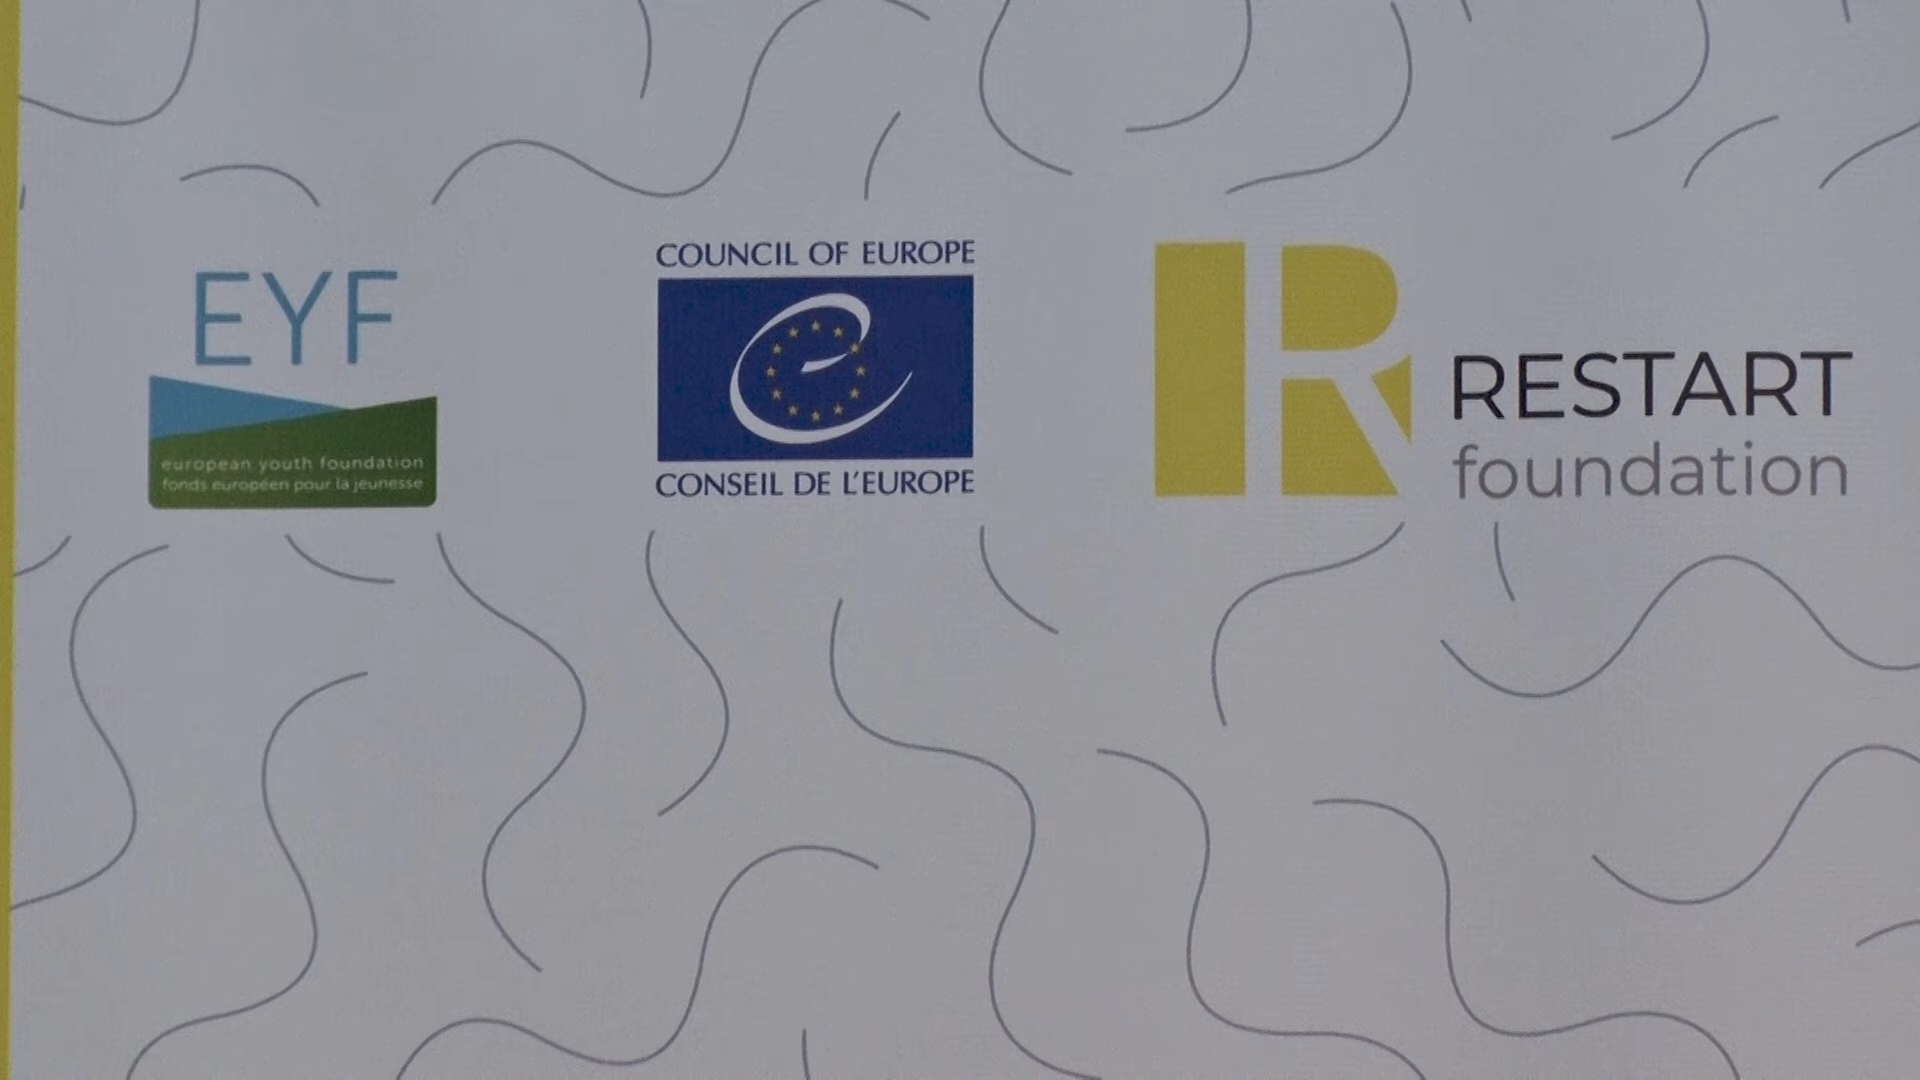 EYF
european youth foundation
fonds européen pour la jeunesse
COUNCIL OF EUROPE
CONSEIL DE L'EUROPE
R
RESTART
foundation